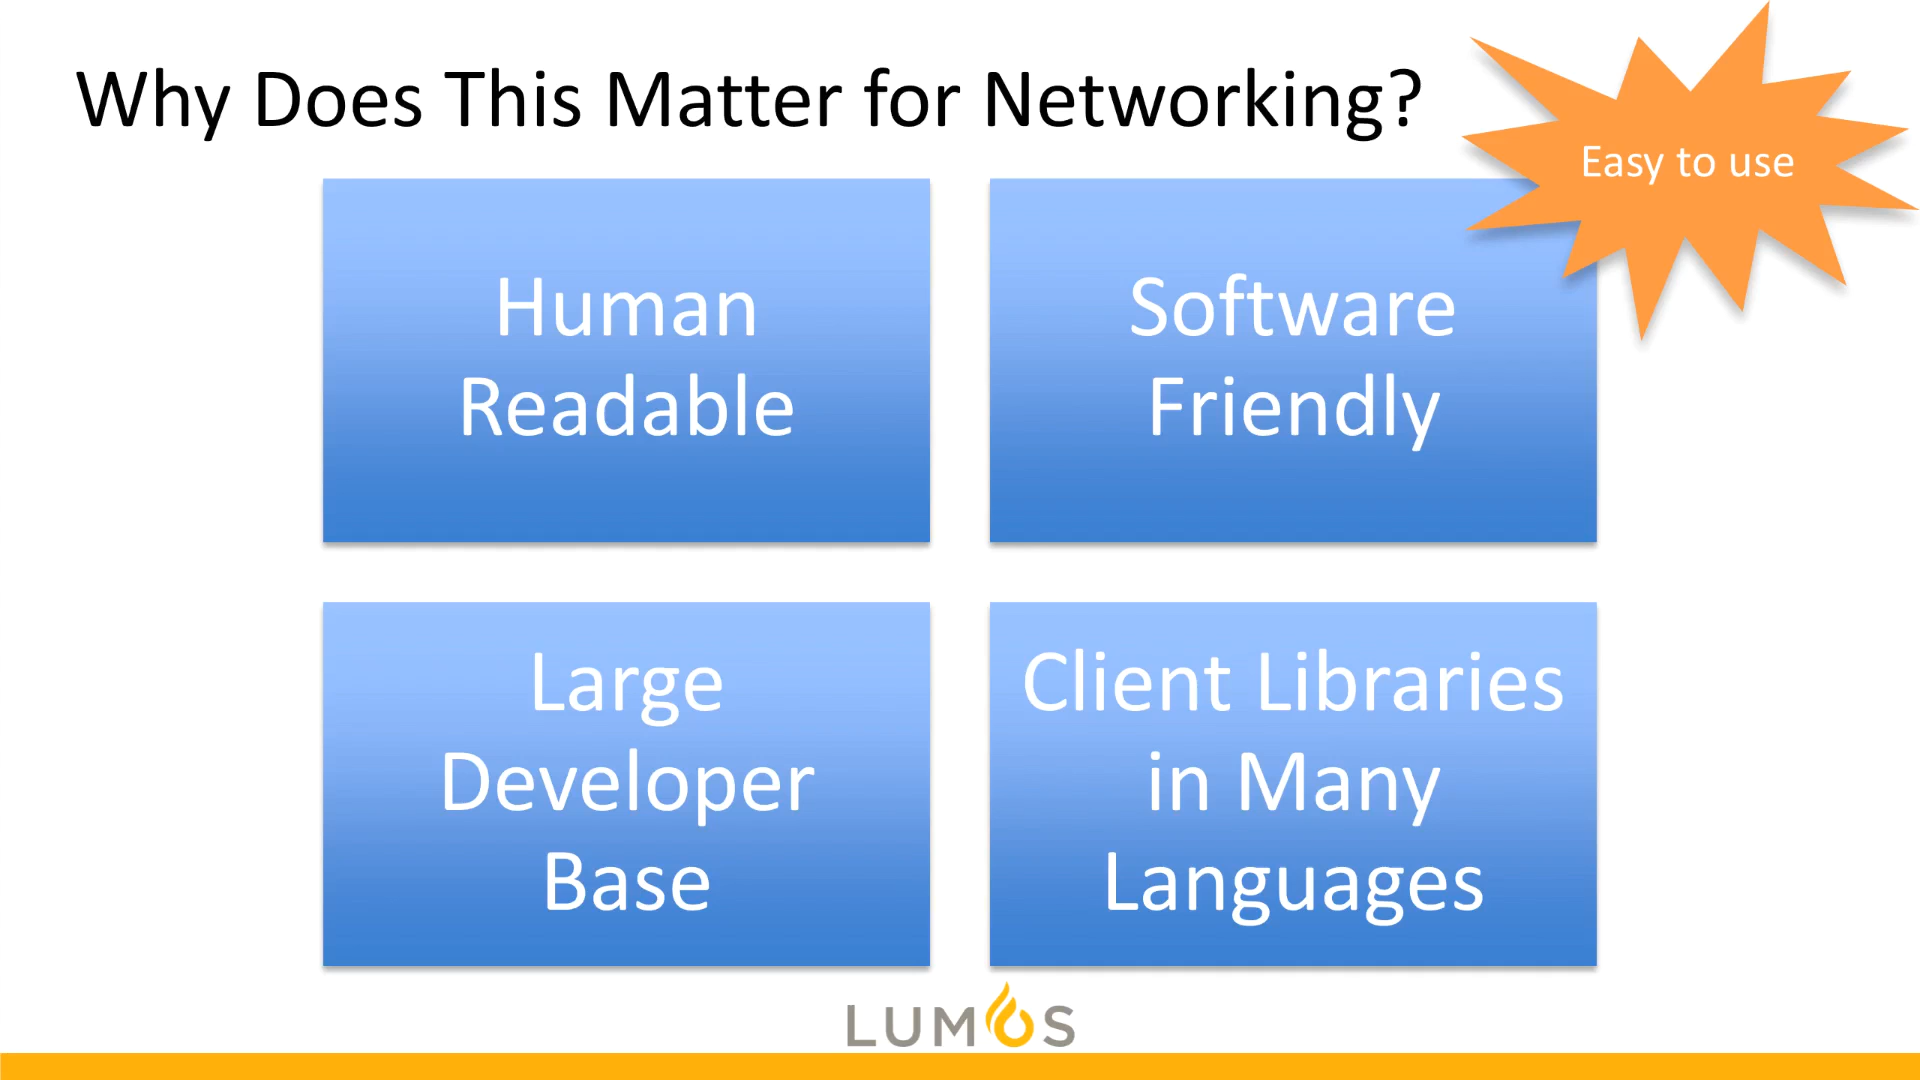 Why Does This Matter for Networking?
Easy to use
Human
Readable
Software
Friendly
Large
Developer
Base
Client Libraries
in Many
Languages
LUMOS